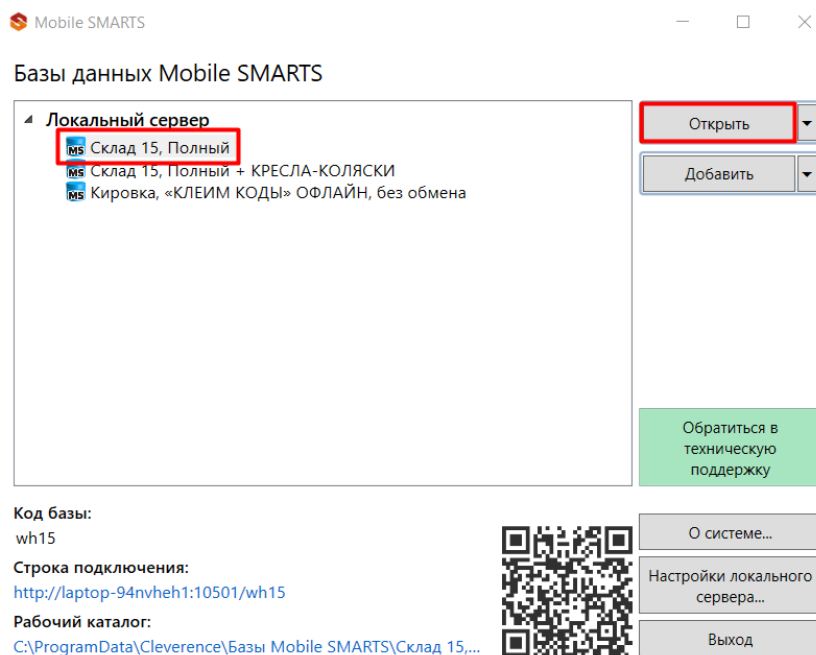 Mobile SMARTS
Базы данных Mobile SMARTS
Локальный сервер
Склад 15, Полный
Склад 15, Полный + КРЕСЛА-КОЛЯСКИ
Кировка, «КЛЕИМ КОДЫ» ОФЛАЙН, без обмена
Открыть
Добавить
Обратиться в
техническую
поддержку
Код базы:
wh15
Строка подключения:
http://laptop-94nvheh1:10501/wh15
Рабочий каталог:
C:\ProgramData\Cleverence\Базы Mobile SMARTS\Склад 15,...
О системе...
Настройки локального
сервера...
Выход